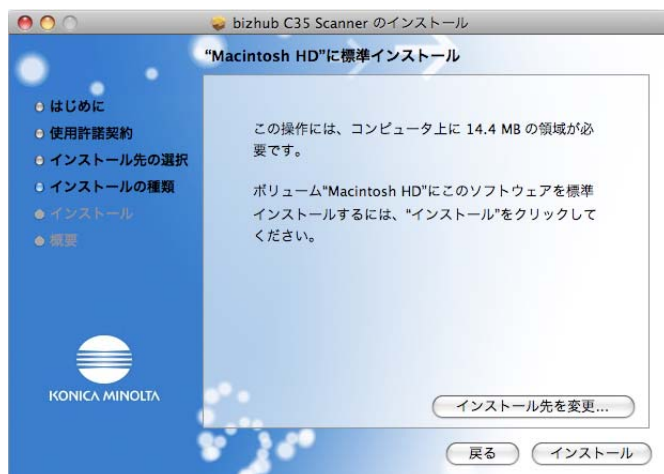 bizhub C35 Scanner のインストール
"Macintosh HD"に標準インストール
はじめに
使用許諾契約
インストール先の選択
インストールの種類
インストール
概要
この操作には、コンピュータ上に 14.4 MB の領域が必
要です。
ボリューム"Macintosh HD"にこのソフトウェアを標準
インストールするには、"インストール"をクリックして
ください。
KONICA MINOLTA
インストール先を変更...
戻る
インストール